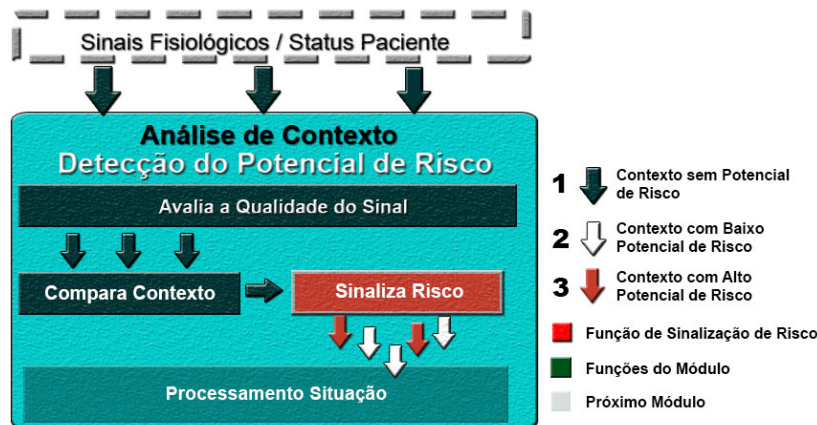 Sinais Fisiológicos / Status Paciente
Análise de Contexto
Detecção do Potencial de Risco
Avalia a Qualidade do Sinal
Compara Contexto
Sinaliza Risco
Processamento Situação
1 Contexto sem Potencial
de Risco
2 Contexto com Baixo
Potencial de Risco
3 Contexto com Alto
Potencial de Risco
Função de Sinalização de Risco
Funções do Módulo
Próximo Módulo